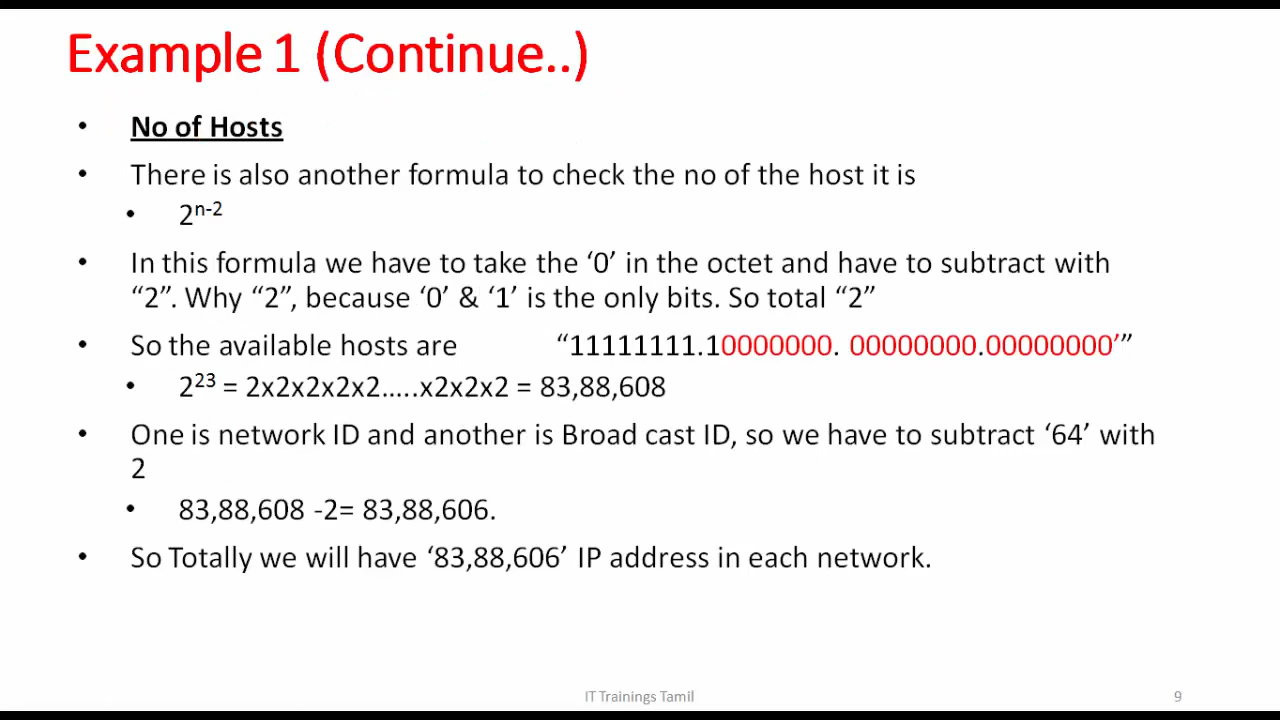 Example 1 (Continue..)
• No of Hosts
• There is also another formula to check the no of the host it is
• 2ⁿ⁻²
• In this formula we have to take the ‘0’ in the octet and have to subtract with
“2”. Why “2”, because ‘0’ & ‘1’ is the only bits. So total “2”
• So the available hosts are “11111111.10000000. 00000000.00000000’”
• 2²³ = 2x2x2x2x2…..x2x2x2 = 83,88,608
• One is network ID and another is Broad cast ID, so we have to subtract ‘64’ with
2
• 83,88,608 -2= 83,88,606.
• So Totally we will have ‘83,88,606’ IP address in each network.
IT Trainings Tamil 9